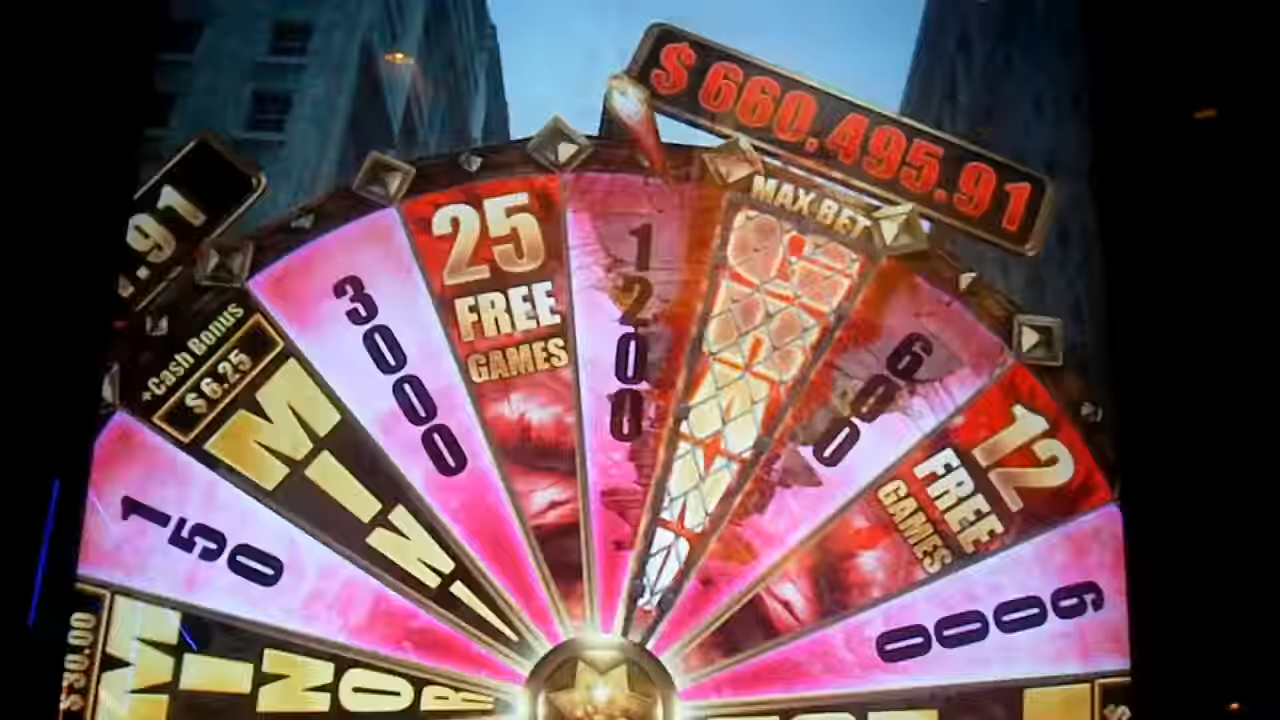 $660,495.91
.91
MAX BET
25
FREE
GAMES
1200
3000
+Cash Bonus
$6.25
MINI
600
12
FREE
GAMES
150
6000
$30.00
MINOR